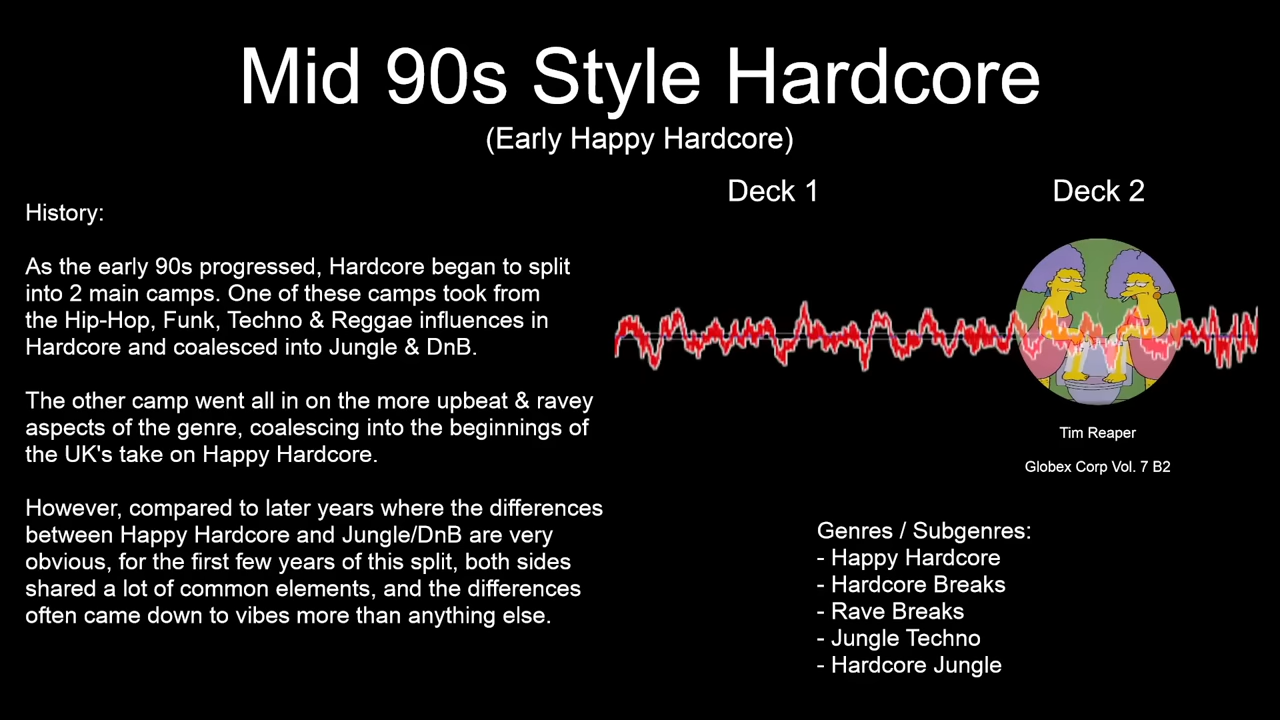 Mid 90s Style Hardcore
(Early Happy Hardcore)
History:
As the early 90s progressed, Hardcore began to split
into 2 main camps. One of these camps took from
the Hip-Hop, Funk, Techno & Reggae influences in
Hardcore and coalesced into Jungle & DnB.
The other camp went all in on the more upbeat & ravey
aspects of the genre, coalescing into the beginnings of
the UK's take on Happy Hardcore.
However, compared to later years where the differences
between Happy Hardcore and Jungle/DnB are very
obvious, for the first few years of this split, both sides
shared a lot of common elements, and the differences
often came down to vibes more than anything else.
Deck 1
Deck 2
Tim Reaper
Globex Corp Vol. 7 B2
Genres / Subgenres:
- Happy Hardcore
- Hardcore Breaks
- Rave Breaks
- Jungle Techno
- Hardcore Jungle